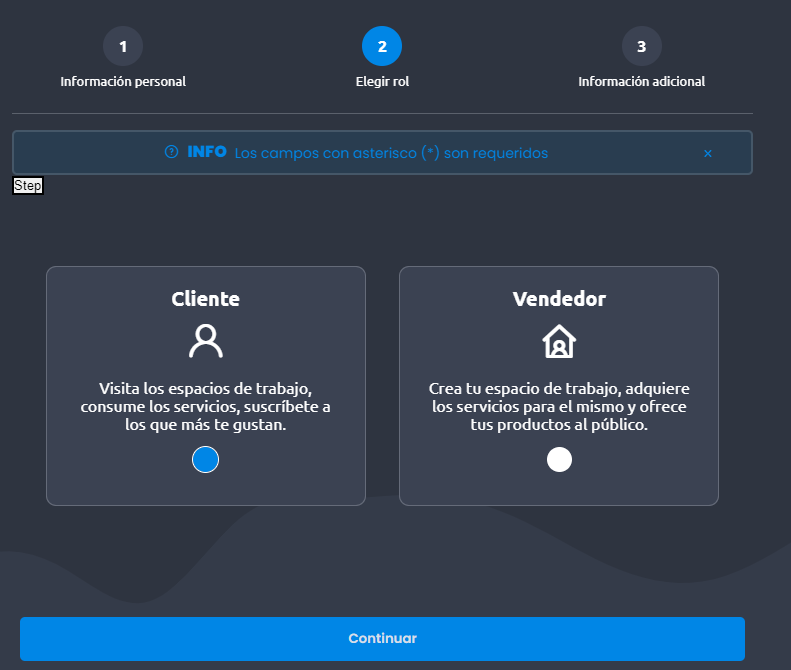 1
2
3
Información personal
Elegir rol
Información adicional
INFO Los campos con asterisco (*) son requeridos ×
Step
Cliente
Visita los espacios de trabajo,
consume los servicios, suscríbete a
los que más te gustan.
Vendedor
Crea tu espacio de trabajo, adquiere
los servicios para el mismo y ofrece
tus productos al público.
Continuar